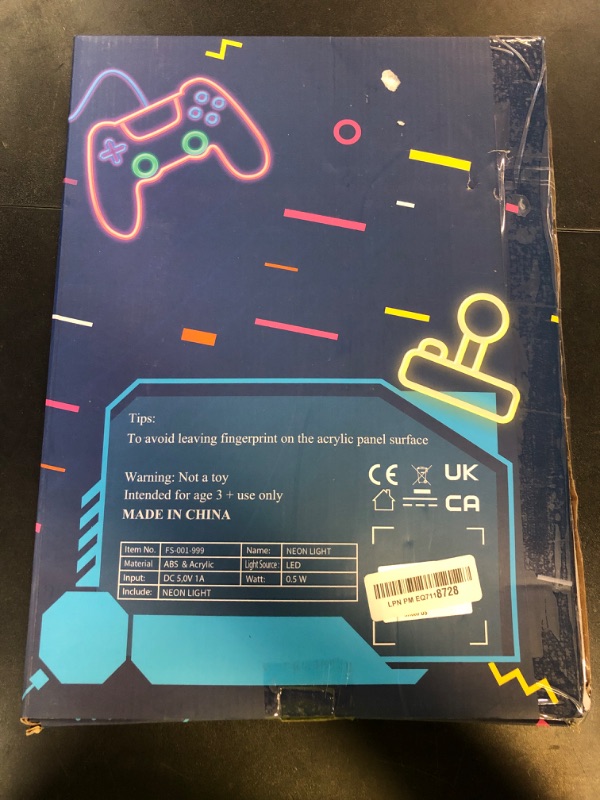 Tips:
To avoid leaving fingerprint on the acrylic panel surface
Warning: Not a toy
Intended for age 3 + use only
MADE IN CHINA
CE UK
CA
Item No. FS-001-999 Name: NEON LIGHT
Material ABS & Acrylic Light Source: LED
Input: DC 5.0V 1A Watt: 0.5 W
Include: NEON LIGHT
LPN PM EQ7118728